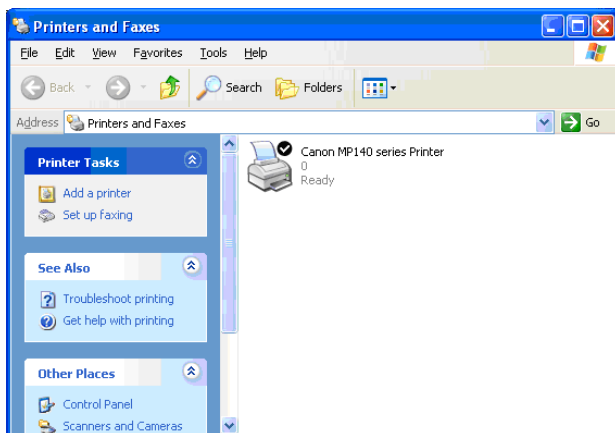 Printers and Faxes
File Edit View Favorites Tools Help
Back Search Folders
Address Printers and Faxes Go
Printer Tasks
Add a printer
Set up faxing
See Also
Troubleshoot printing
Get help with printing
Other Places
Control Panel
Scanners and Cameras
Canon MP140 series Printer
0
Ready